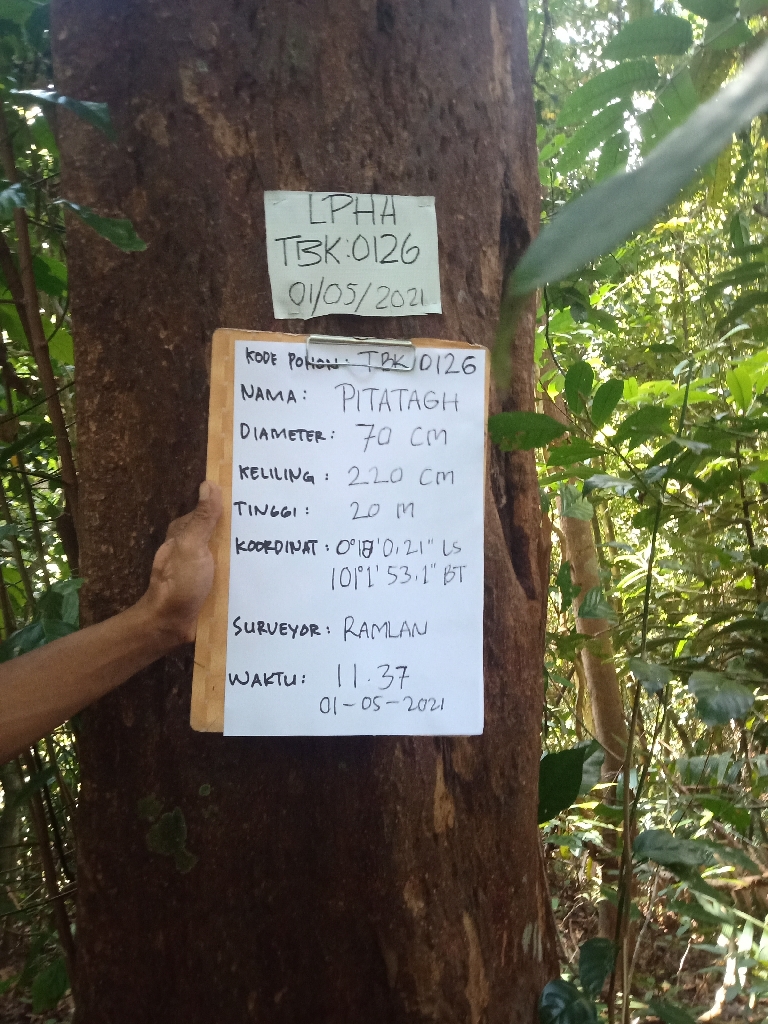 LPHA
TBK:0126
01/05/2021
KODE POHON: TBK:0126
NAMA: PITATAGH
DIAMETER: 70 CM
KELILING: 220 CM
TINGGI: 20 M
KOORDINAT: 0°18'0.21" LS
101°1'53.1" BT
SURVEYOR: RAMLAN
WAKTU: 11.37
01-05-2021